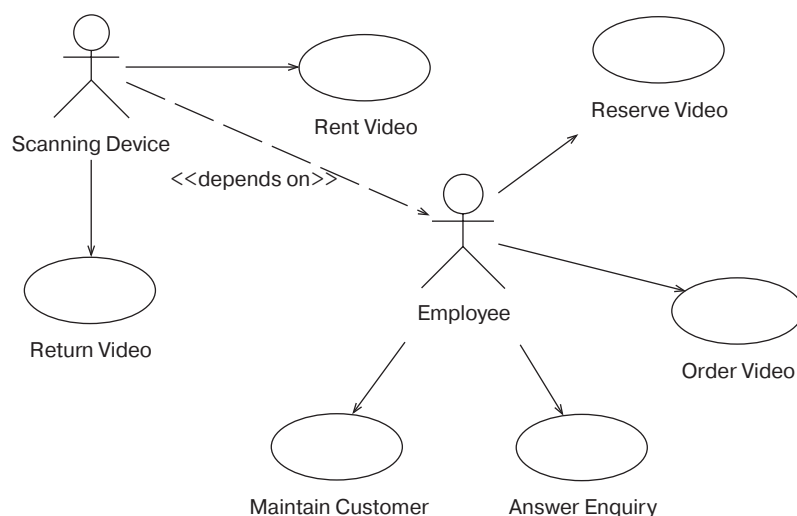 Reserve Video
Rent Video
Scanning Device
<<depends on>>
Employee
Return Video
Order Video
Maintain Customer
Answer Enquiry